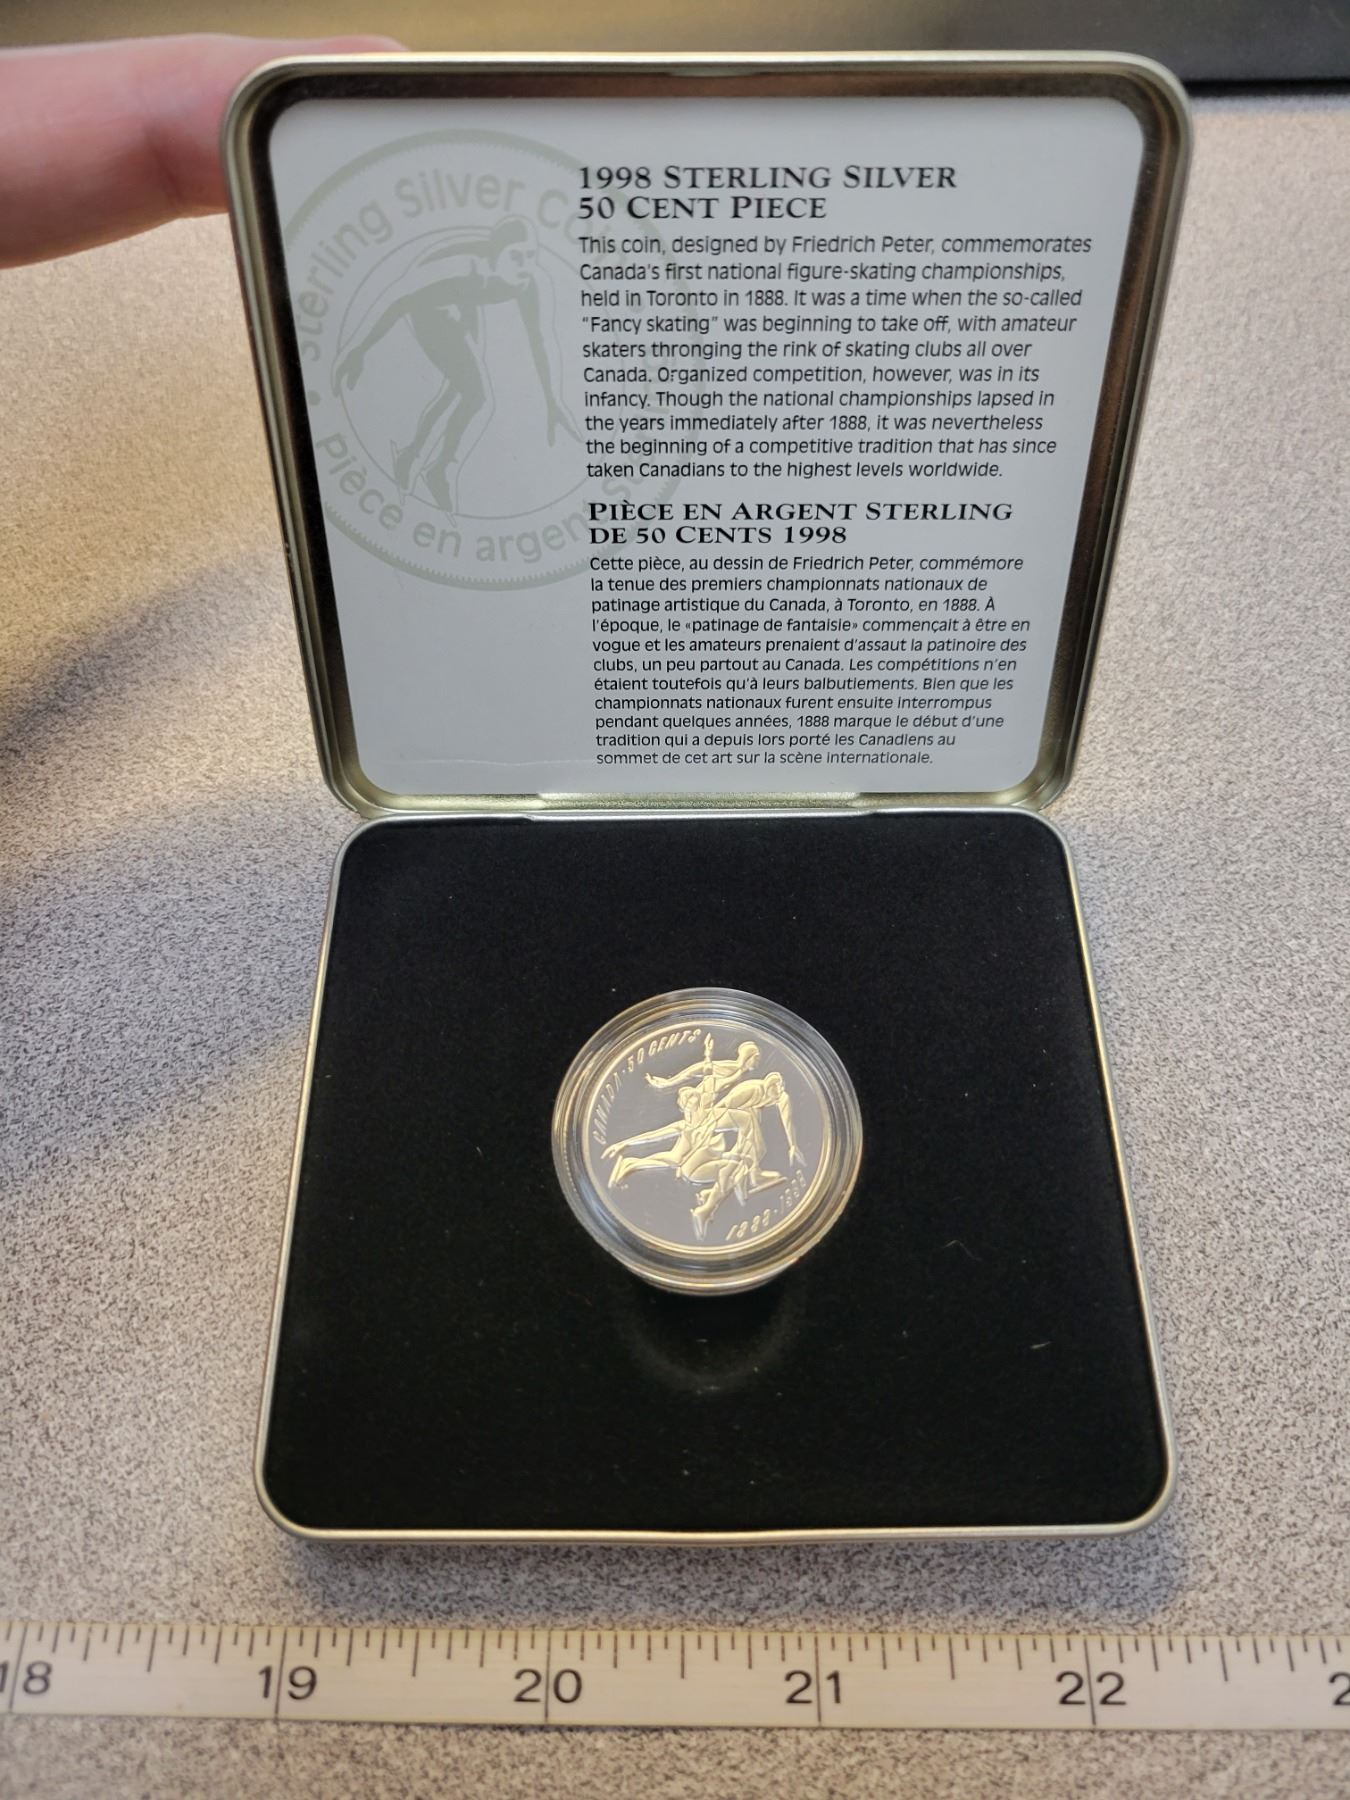 Sterling Silver Coin
Pièce en argent sterling
1998 STERLING SILVER
50 CENT PIECE
This coin, designed by Friedrich Peter, commemorates
Canada's first national figure-skating championships,
held in Toronto in 1888. It was a time when the so-called
“Fancy skating” was beginning to take off, with amateur
skaters thronging the rink of skating clubs all over
Canada. Organized competition, however, was in its
infancy. Though the national championships lapsed in
the years immediately after 1888, it was nevertheless
the beginning of a competitive tradition that has since
taken Canadians to the highest levels worldwide.
PIÈCE EN ARGENT STERLING
DE 50 CENTS 1998
Cette pièce, au dessin de Friedrich Peter, commémore
la tenue des premiers championnats nationaux de
patinage artistique du Canada, à Toronto, en 1888. À
l'époque, le «patinage de fantaisie» commençait à être en
vogue et les amateurs prenaient d'assaut la patinoire des
clubs, un peu partout au Canada. Les compétitions n'en
étaient toutefois qu'à leurs balbutiements. Bien que les
championnats nationaux furent ensuite interrompus
pendant quelques années, 1888 marque le début d'une
tradition qui a depuis lors porté les Canadiens au
sommet de cet art sur la scène internationale.
CANADA · 50 CENTS
1888 · 1998
18 19 20 21 22 2